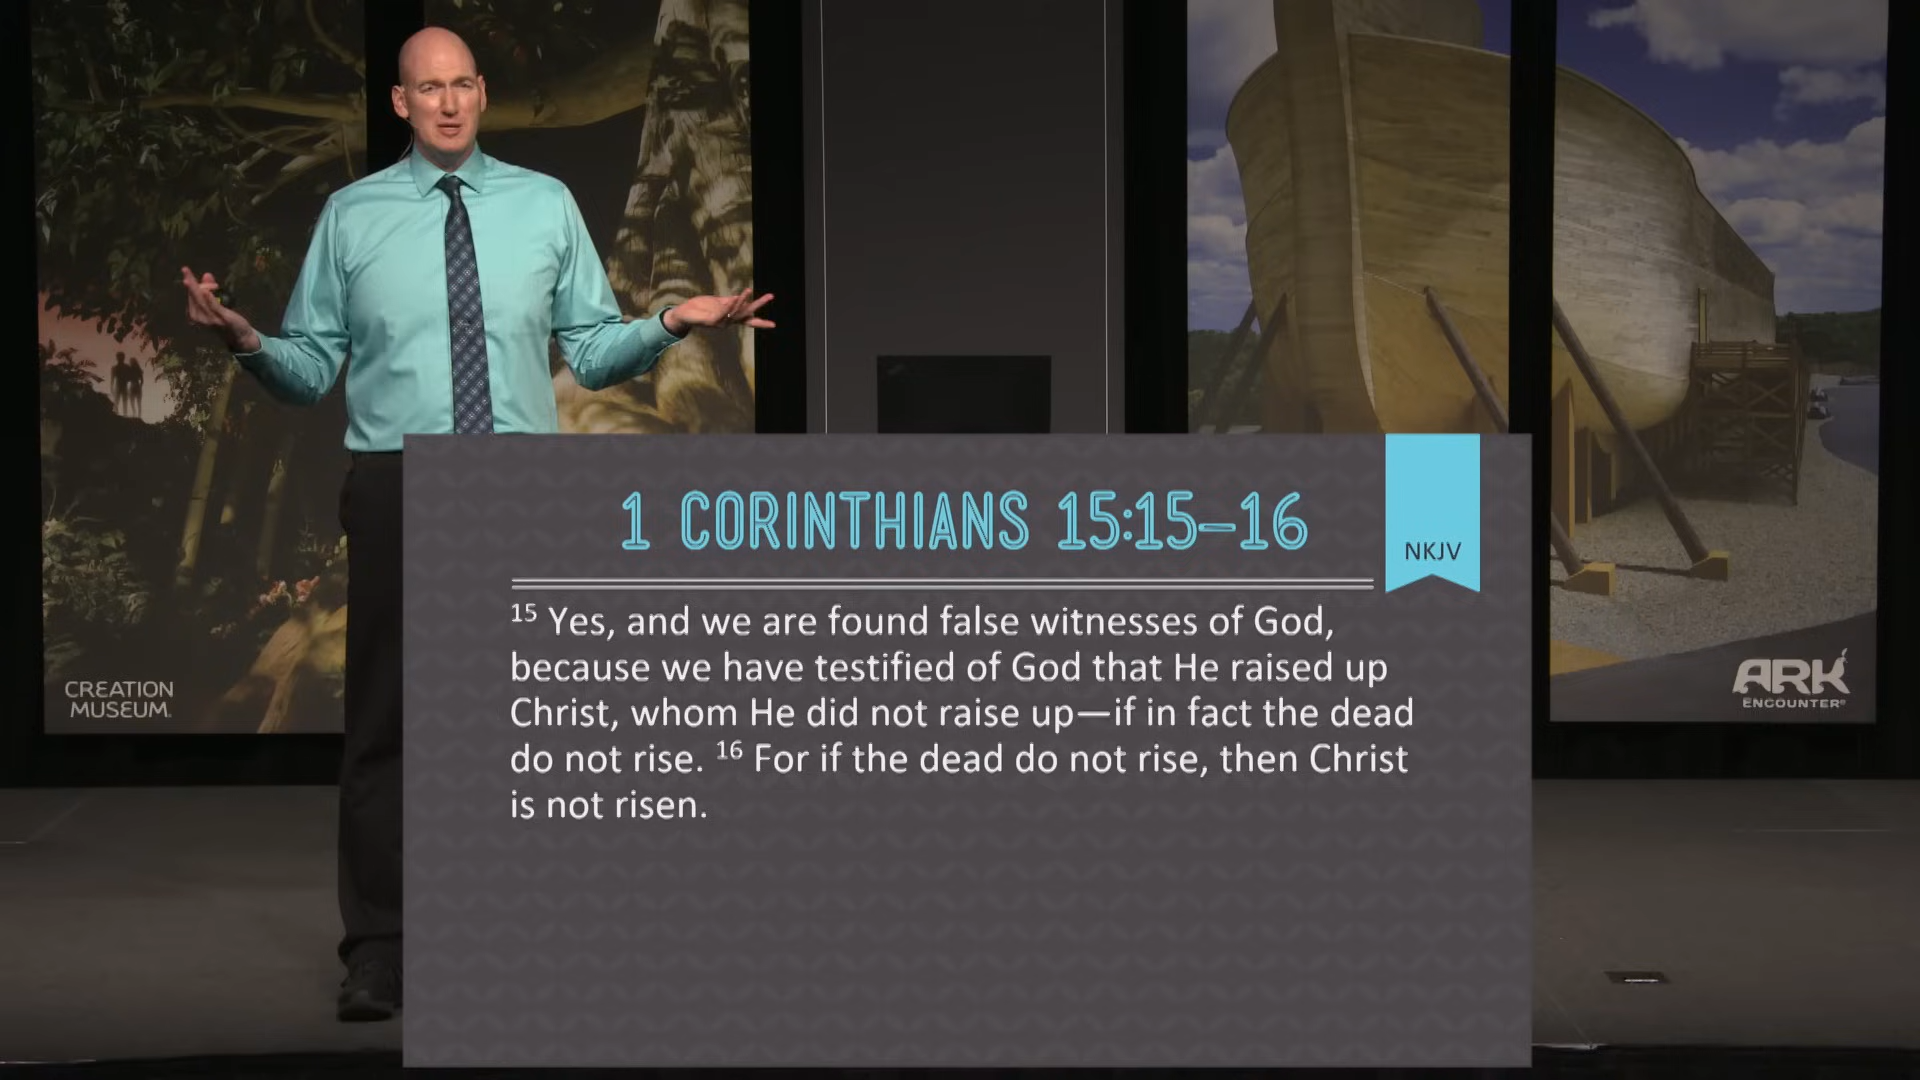 CREATION
MUSEUM.
ARK
ENCOUNTER®
1 CORINTHIANS 15:15–16
NKJV
15 Yes, and we are found false witnesses of God,
because we have testified of God that He raised up
Christ, whom He did not raise up—if in fact the dead
do not rise. 16 For if the dead do not rise, then Christ
is not risen.